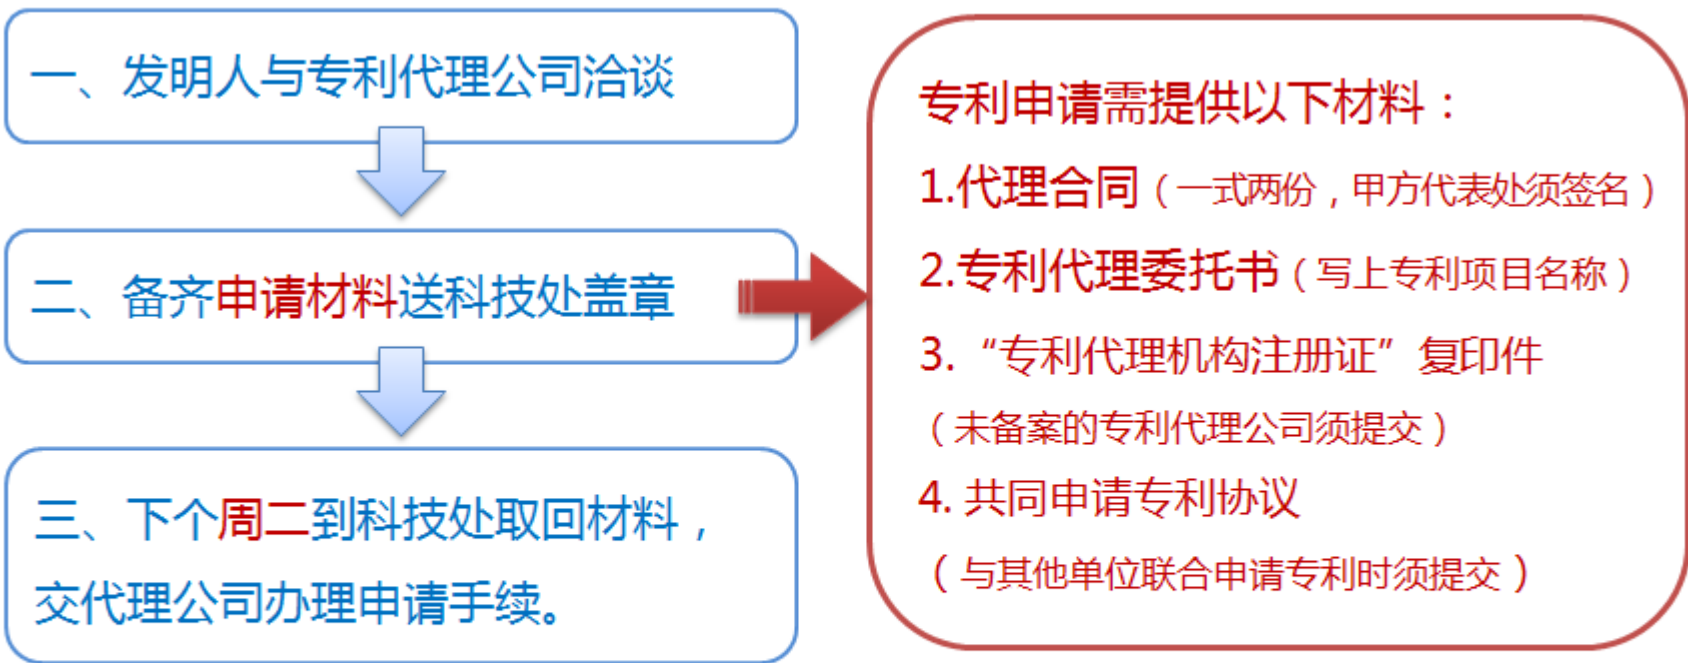 一、发明人与专利代理公司洽谈
二、备齐申请材料送科技处盖章
三、下个周二到科技处取回材料，
交代理公司办理申请手续。
专利申请需提供以下材料：
1.代理合同（一式两份，甲方代表处须签名）
2.专利代理委托书（写上专利项目名称）
3.“专利代理机构注册证”复印件
（未备案的专利代理公司须提交）
4. 共同申请专利协议
（与其他单位联合申请专利时须提交）